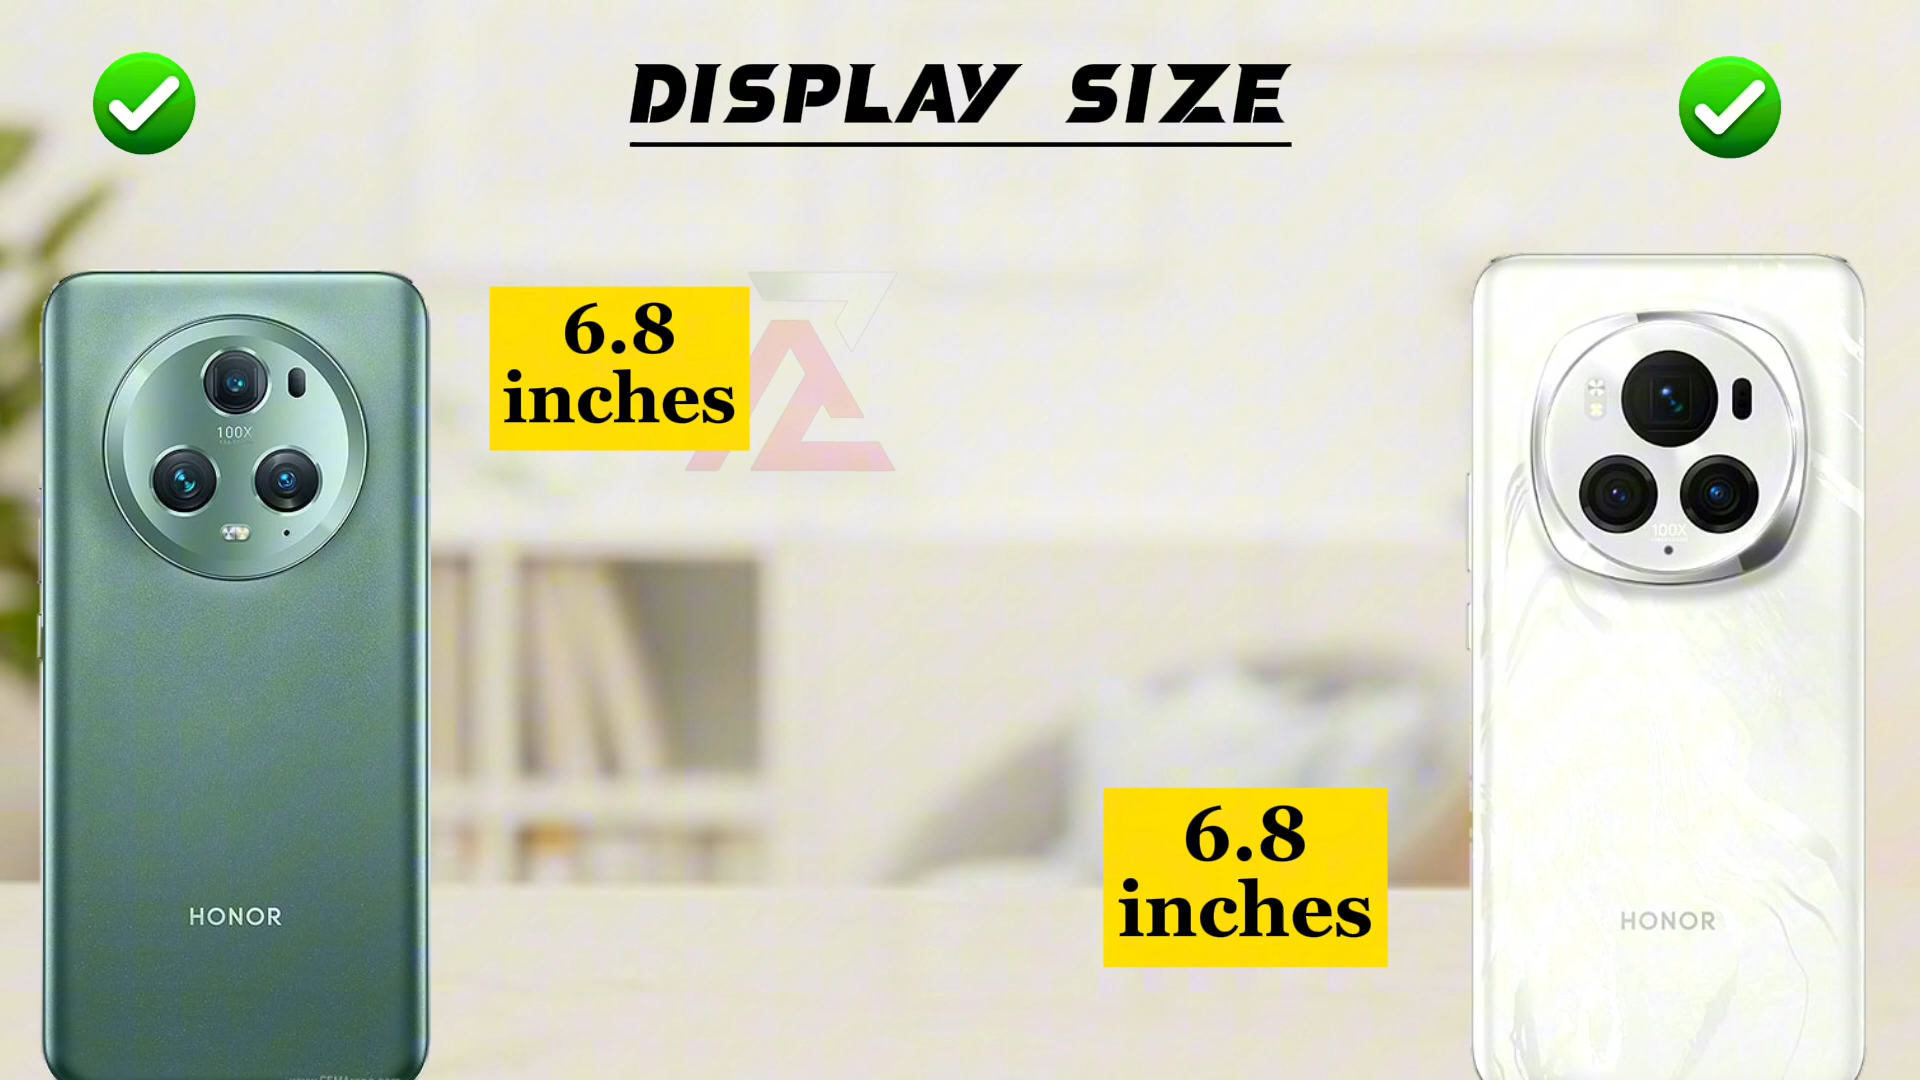 DISPLAY SIZE
6.8
inches
100X
HONOR
6.8
inches
100X
HONOR